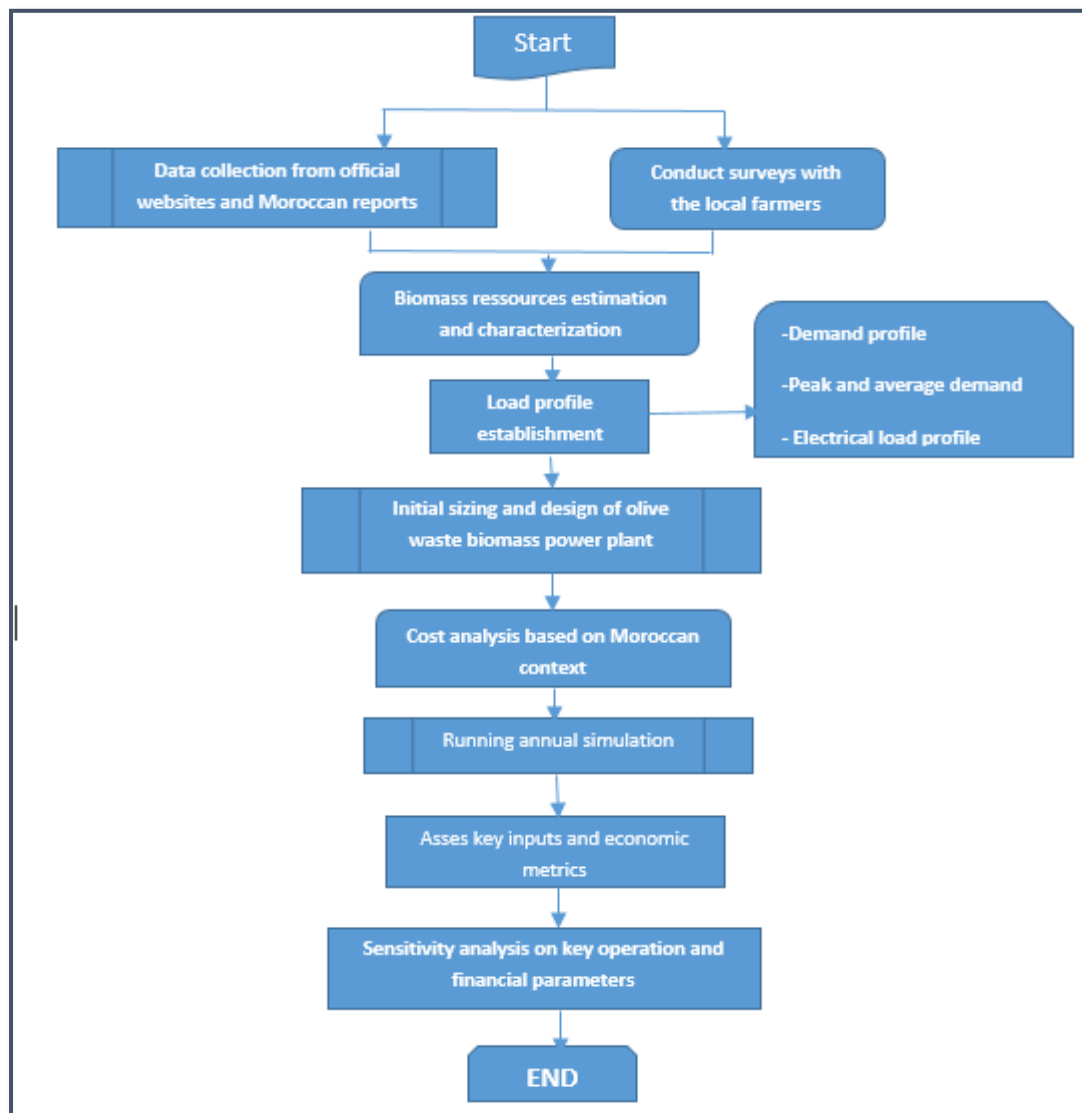 Start
Data collection from official
websites and Moroccan reports
Conduct surveys with
the local farmers
Biomass ressources estimation
and characterization
-Demand profile
-Peak and average demand
- Electrical load profile
Load profile
establishment
Initial sizing and design of olive
waste biomass power plant
Cost analysis based on Moroccan
context
Running annual simulation
Asses key inputs and economic
metrics
Sensitivity analysis on key operation and
financial parameters
END